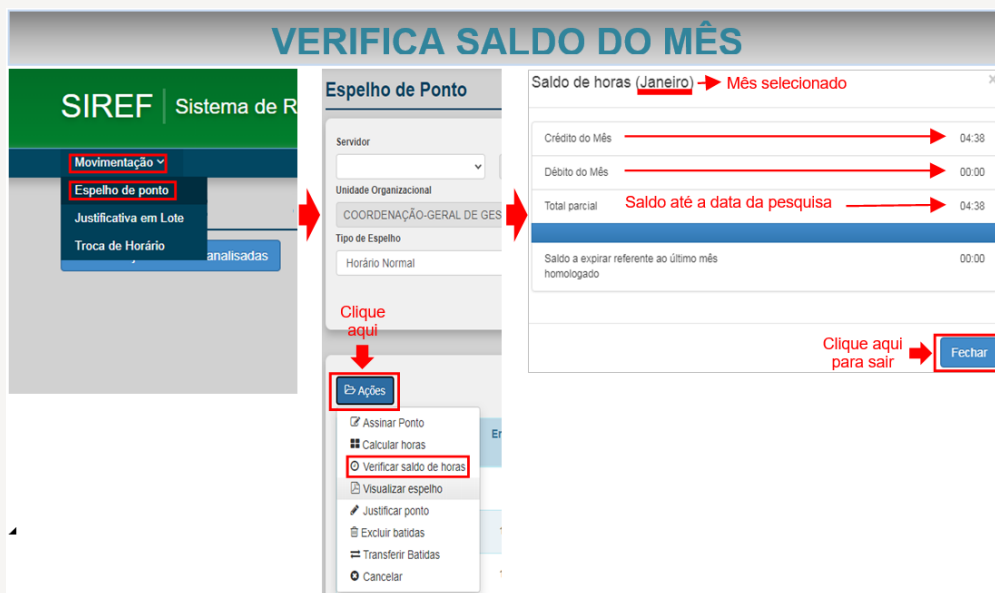 VERIFICA SALDO DO MÊS
SIREF | Sistema de R
Movimentação
Espelho de ponto
Justificativa em Lote
Troca de Horário
analisadas
Espelho de Ponto
Servidor
Unidade Organizacional
COORDENAÇÃO-GERAL DE GES
Tipo de Espelho
Horário Normal
Clique
aqui
Ações
Assinar Ponto
Calcular horas
Verificar saldo de horas
Visualizar espelho
Justificar ponto
Excluir batidas
Transferir Batidas
Cancelar
En
Saldo de horas (Janeiro) Mês selecionado ×
Crédito do Mês 04:38
Débito do Mês 00:00
Total parcial Saldo até a data da pesquisa 04:38
Saldo a expirar referente ao último mês 00:00
homologado
Clique aqui
para sair
Fechar